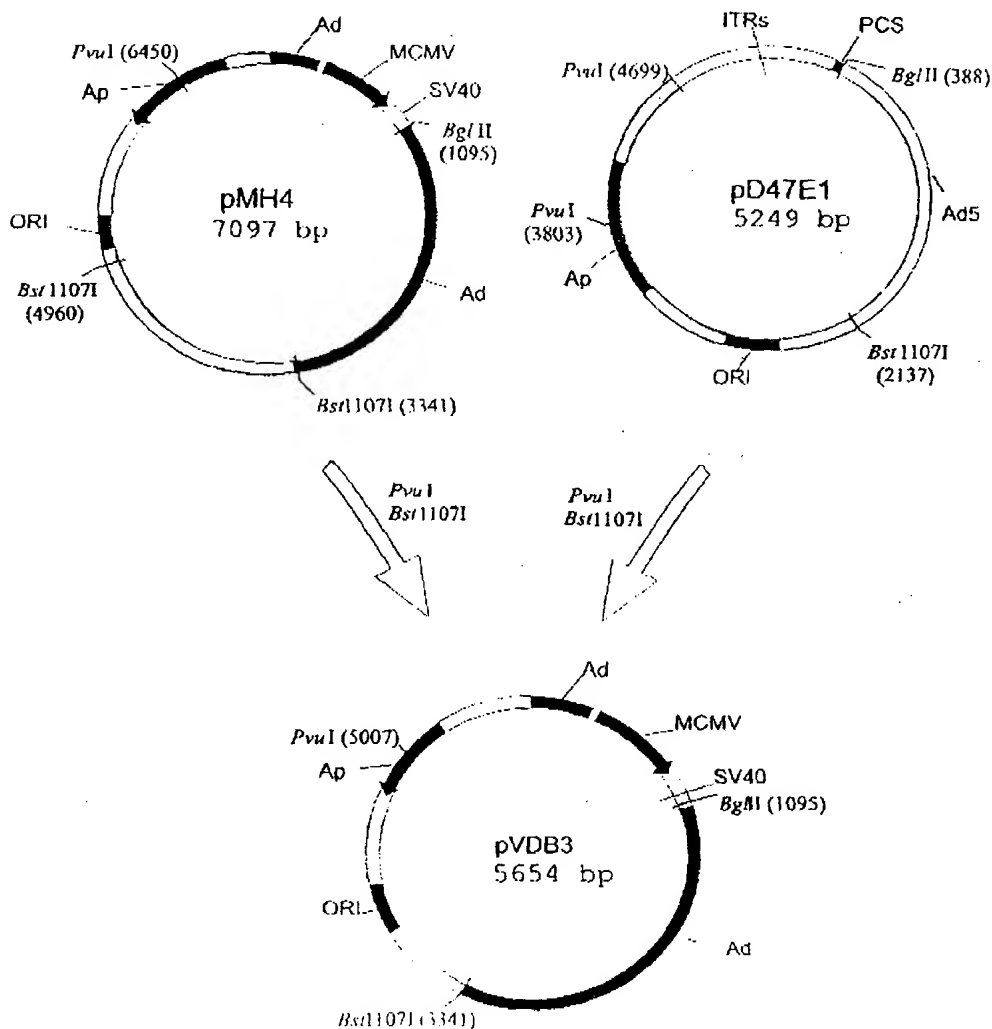 Ad
PvuI (6450)
MCMV
Ap
SV40
BglII
(1095)
pMH4
7097 bp
ORI
Bst1107I
(4960)
Ad
Bst1107I (3341)
ITRs
PCS
PvuI (4699)
BglII (388)
pD47E1
5249 bp
PvuI
(3803)
Ad5
Ap
ORI
Bst1107I
(2137)
PvuI
Bst1107I
PvuI
Bst1107I
Ad
PvuI (5007)
MCMV
Ap
SV40
BglII (1095)
pVDB3
5654 bp
ORI
Ad
Bst1107I (3341)